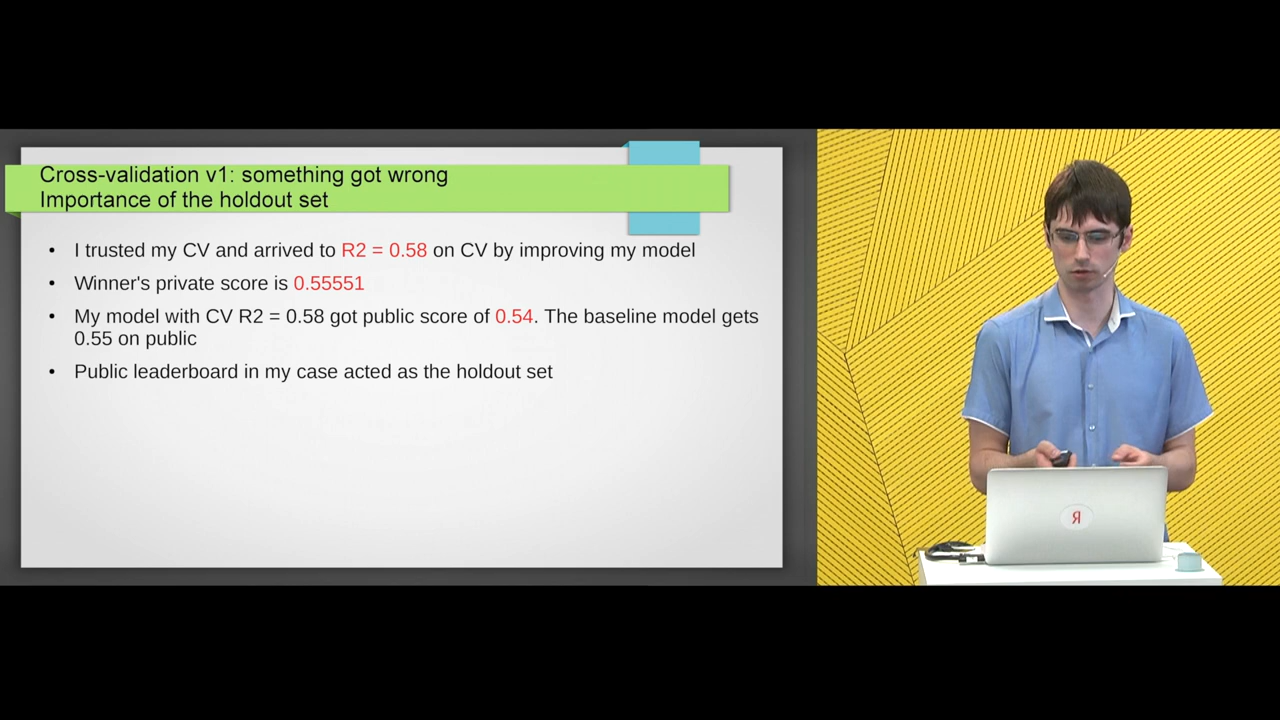 Cross-validation v1: something got wrong
Importance of the holdout set
• I trusted my CV and arrived to R2 = 0.58 on CV by improving my model
• Winner's private score is 0.55551
• My model with CV R2 = 0.58 got public score of 0.54. The baseline model gets
0.55 on public
• Public leaderboard in my case acted as the holdout set
Я